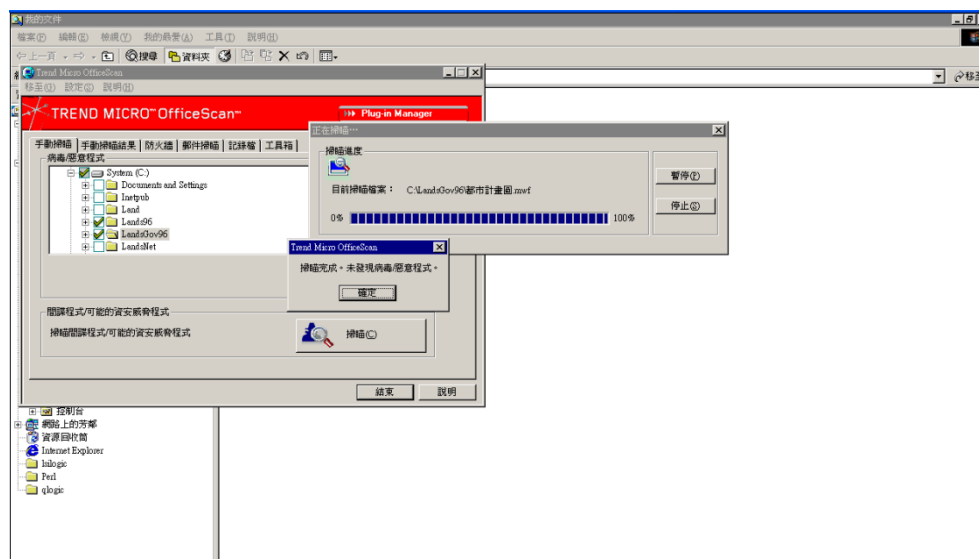 我的文件
檔案(F) 編輯(E) 檢視(V) 我的最愛(A) 工具(T) 說明(H)
上一頁 搜尋 資料夾
移至
Trend Micro OfficeScan
移至(O) 設定(S) 說明(H)
TREND MICRO™ OfficeScan™
Plug-in Manager
手動掃瞄 手動掃瞄結果 防火牆 郵件掃瞄 記錄檔 工具箱
病毒/惡意程式
System (C:)
Documents and Settings
Inetpub
Land
Lands96
LandsGov96
LandsNet
正在掃瞄…
掃瞄進度
目前掃瞄檔案： C:\LandsGov96\都市計畫圖.mwf
0% 100%
暫停(P)
停止(S)
Trend Micro OfficeScan
掃瞄完成。未發現病毒/惡意程式。
確定
間諜程式/可能的資安威脅程式
掃瞄間諜程式/可能的資安威脅程式
掃瞄(C)
結束 說明
控制台
網路上的芳鄰
資源回收筒
Internet Explorer
lsilogic
Perl
qlogic